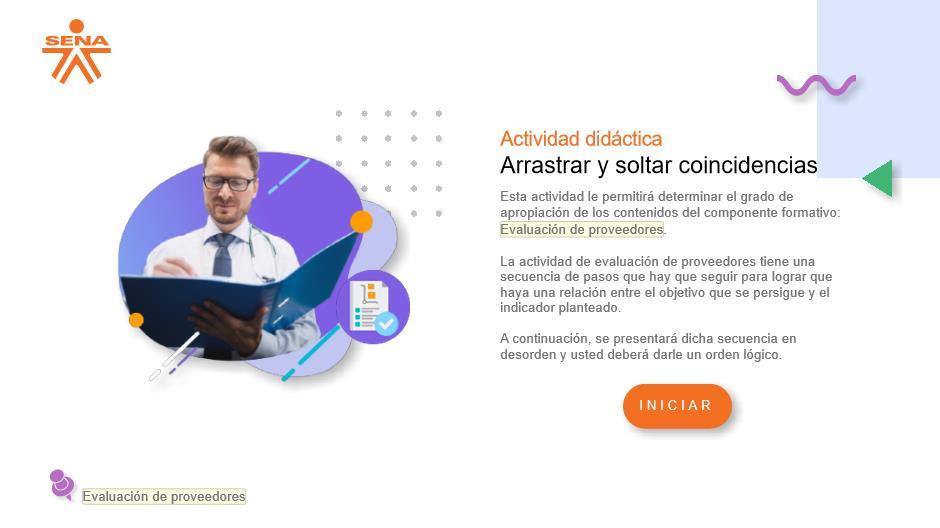 SENA
Actividad didáctica
Arrastrar y soltar coincidencias
Esta actividad le permitirá determinar el grado de
apropiación de los contenidos del componente formativo:
Evaluación de proveedores.
La actividad de evaluación de proveedores tiene una
secuencia de pasos que hay que seguir para lograr que
haya una relación entre el objetivo que se persigue y el
indicador planteado.
A continuación, se presentará dicha secuencia en
desorden y usted deberá darle un orden lógico.
INICIAR
Evaluación de proveedores